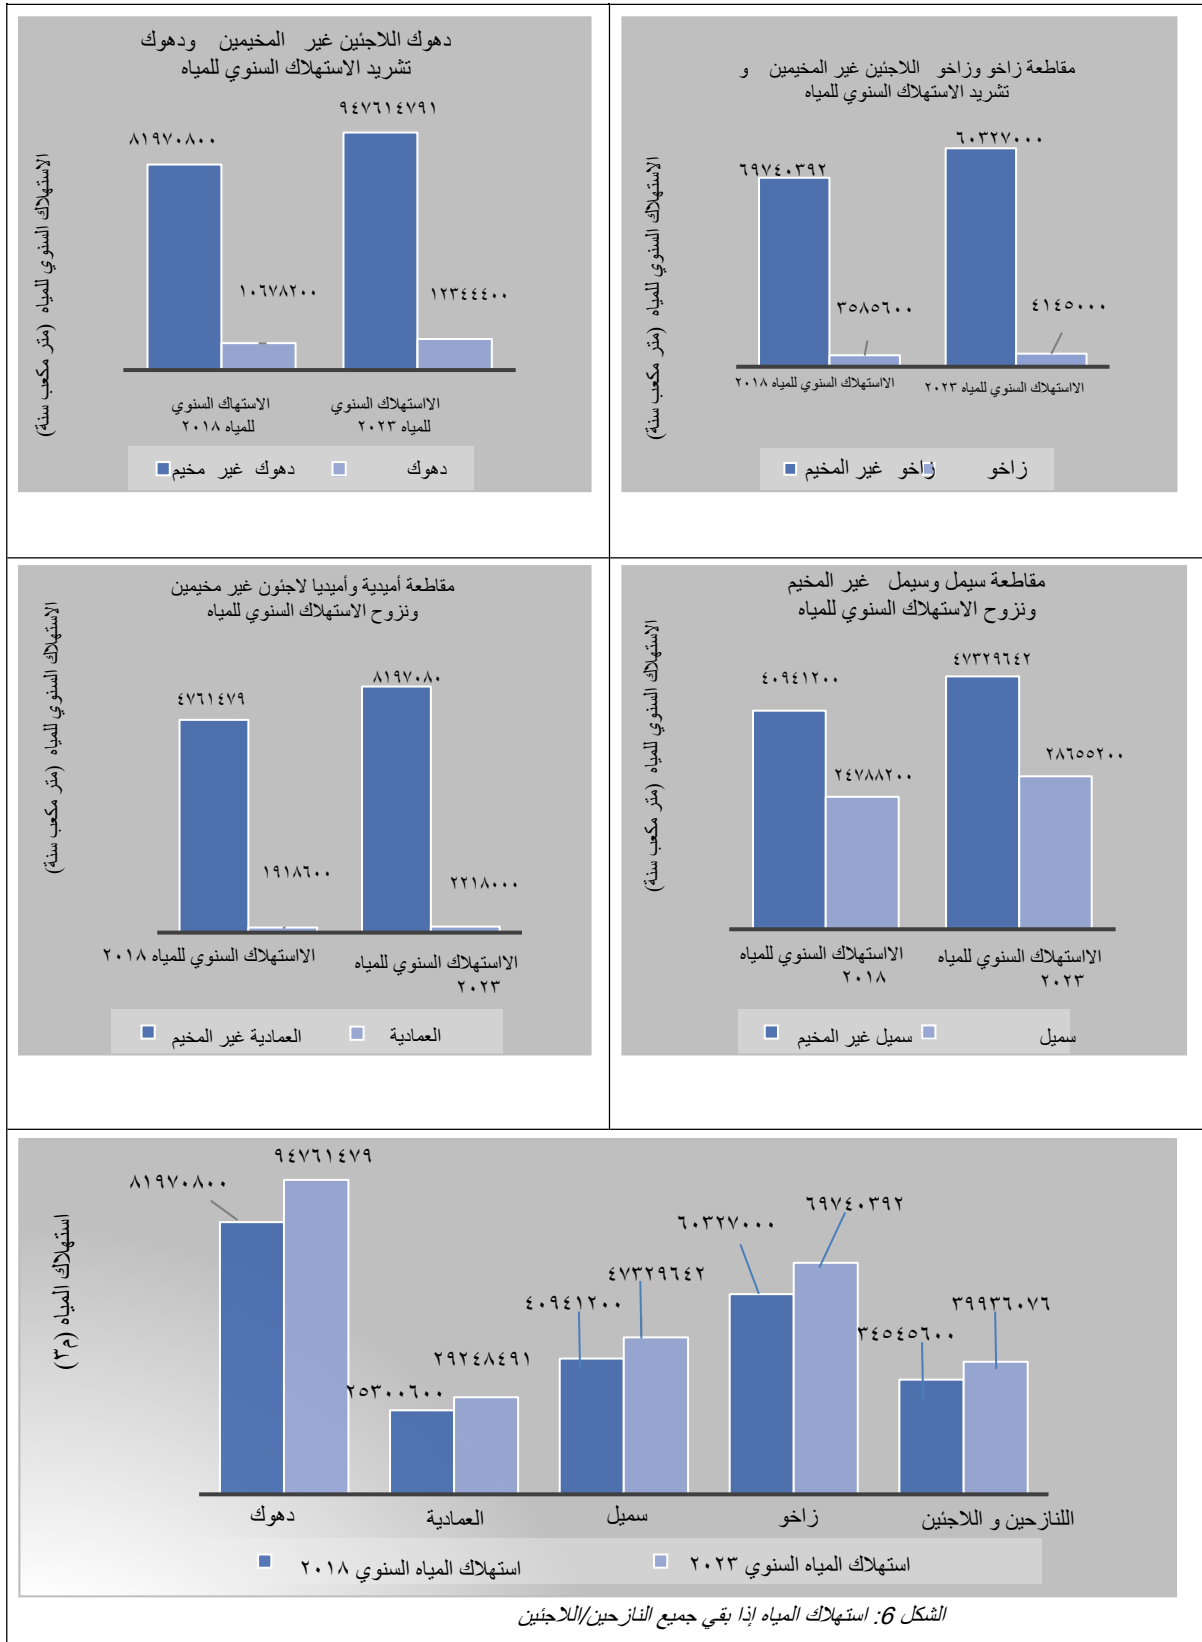 دهوك اللاجئين غير المخيمين ودهوك
تشريد الاستهلاك السنوي للمياه
٩٤٧٦١٤٧٩١
٨١٩٧٠٨٠٠
١٠٦٧٨٢٠٠
١٢٣٤٤٤٠٠
الاستهلاك السنوي للمياه (متر مكعب سنة)
الاستهاك السنوي
للمياه ٢٠١٨
الااستهلاك السنوي
للمياه ٢٠٢٣
دهوك غير مخيم
دهوك
مقاطعة زاخو وزاخو اللاجئين غير المخيمين و
تشريد الاستهلاك السنوي للمياه
٦٠٣٢٧٠٠٠
٦٩٧٤٠٣٩٢
٣٥٨٥٦٠٠
٤١٤٥٠٠٠
الاستهلاك السنوي للمياه (متر مكعب سنة)
الااستهلاك السنوي للمياه ٢٠١٨
الااستهلاك السنوي للمياه ٢٠٢٣
زاخو غير المخيم
زاخو
مقاطعة أميدية وأميديا لاجئون غير مخيمين
ونزوح الاستهلاك السنوي للمياه
٤٧٦١٤٧٩
٨١٩٧٠٨٠
١٩١٨٦٠٠
٢٢١٨٠٠٠
الاستهلاك السنوي للمياه (متر مكعب سنة)
الااستهلاك السنوي للمياه ٢٠١٨
الااستهلاك السنوي للمياه
٢٠٢٣
العمادية غير المخيم
العمادية
مقاطعة سيمل وسيمل غير المخيم
ونزوح الاستهلاك السنوي للمياه
٤٠٩٤١٢٠٠
٤٧٣٢٩٦٤٢
٢٤٧٨٨٢٠٠
٢٨٦٥٥٢٠٠
الاستهلاك السنوي للمياه (متر مكعب سنة)
الااستهلاك السنوي للمياه
٢٠١٨
الااستهلاك السنوي للمياه
٢٠٢٣
سميل غير المخيم
سميل
٩٤٧٦١٤٧٩
٨١٩٧٠٨٠٠
٦٩٧٤٠٣٩٢
٦٠٣٢٧٠٠٠
٤٧٣٢٩٦٤٢
٤٠٩٤١٢٠٠
٣٩٩٣٦٠٧٦
٣٤٥٤٥٦٠٠
٢٩٢٤٨٤٩١
٢٥٣٠٠٦٠٠
استهلاك المياه (م٣)
دهوك
العمادية
سميل
زاخو
اللنازحين و اللاجئين
استهلاك المياه السنوي ٢٠١٨
استهلاك المياه السنوي ٢٠٢٣
الشكل 6: استهلاك المياه إذا بقي جميع النازحين/اللاجئين